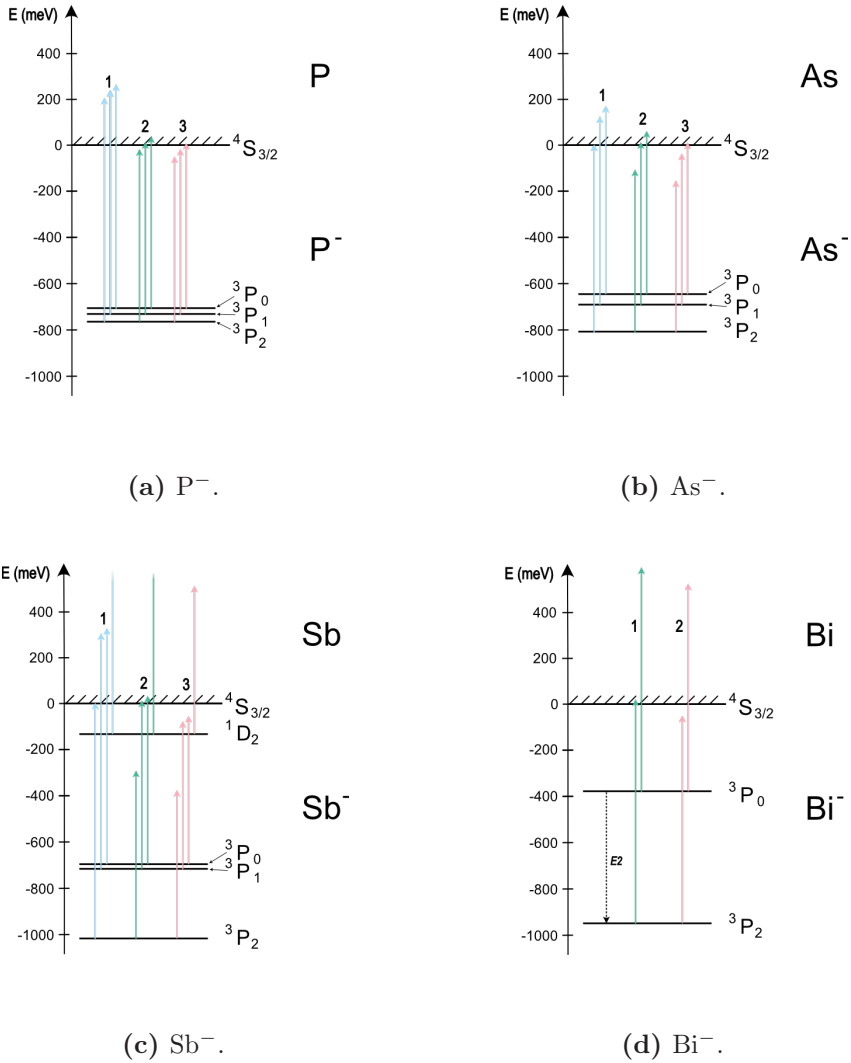 E (meV)
400
1
P
200
2 3
0
⁴S₃/₂
-200
P⁻
-400
-600
³P₀
³P₁
-800
³P₂
-1000
(a) P⁻.
E (meV)
400
1
As
200
2 3
0
⁴S₃/₂
-200
As⁻
-400
-600
³P₀
³P₁
-800
³P₂
-1000
(b) As⁻.
E (meV)
400
1
Sb
200
2 3
0
⁴S₃/₂
¹D₂
-200
-400
Sb⁻
-600
³P₀
³P₁
-800
-1000
³P₂
(c) Sb⁻.
E (meV)
400
1 2
Bi
200
0
⁴S₃/₂
-200
-400
³P₀
Bi⁻
-600
E2
-800
³P₂
-1000
(d) Bi⁻.